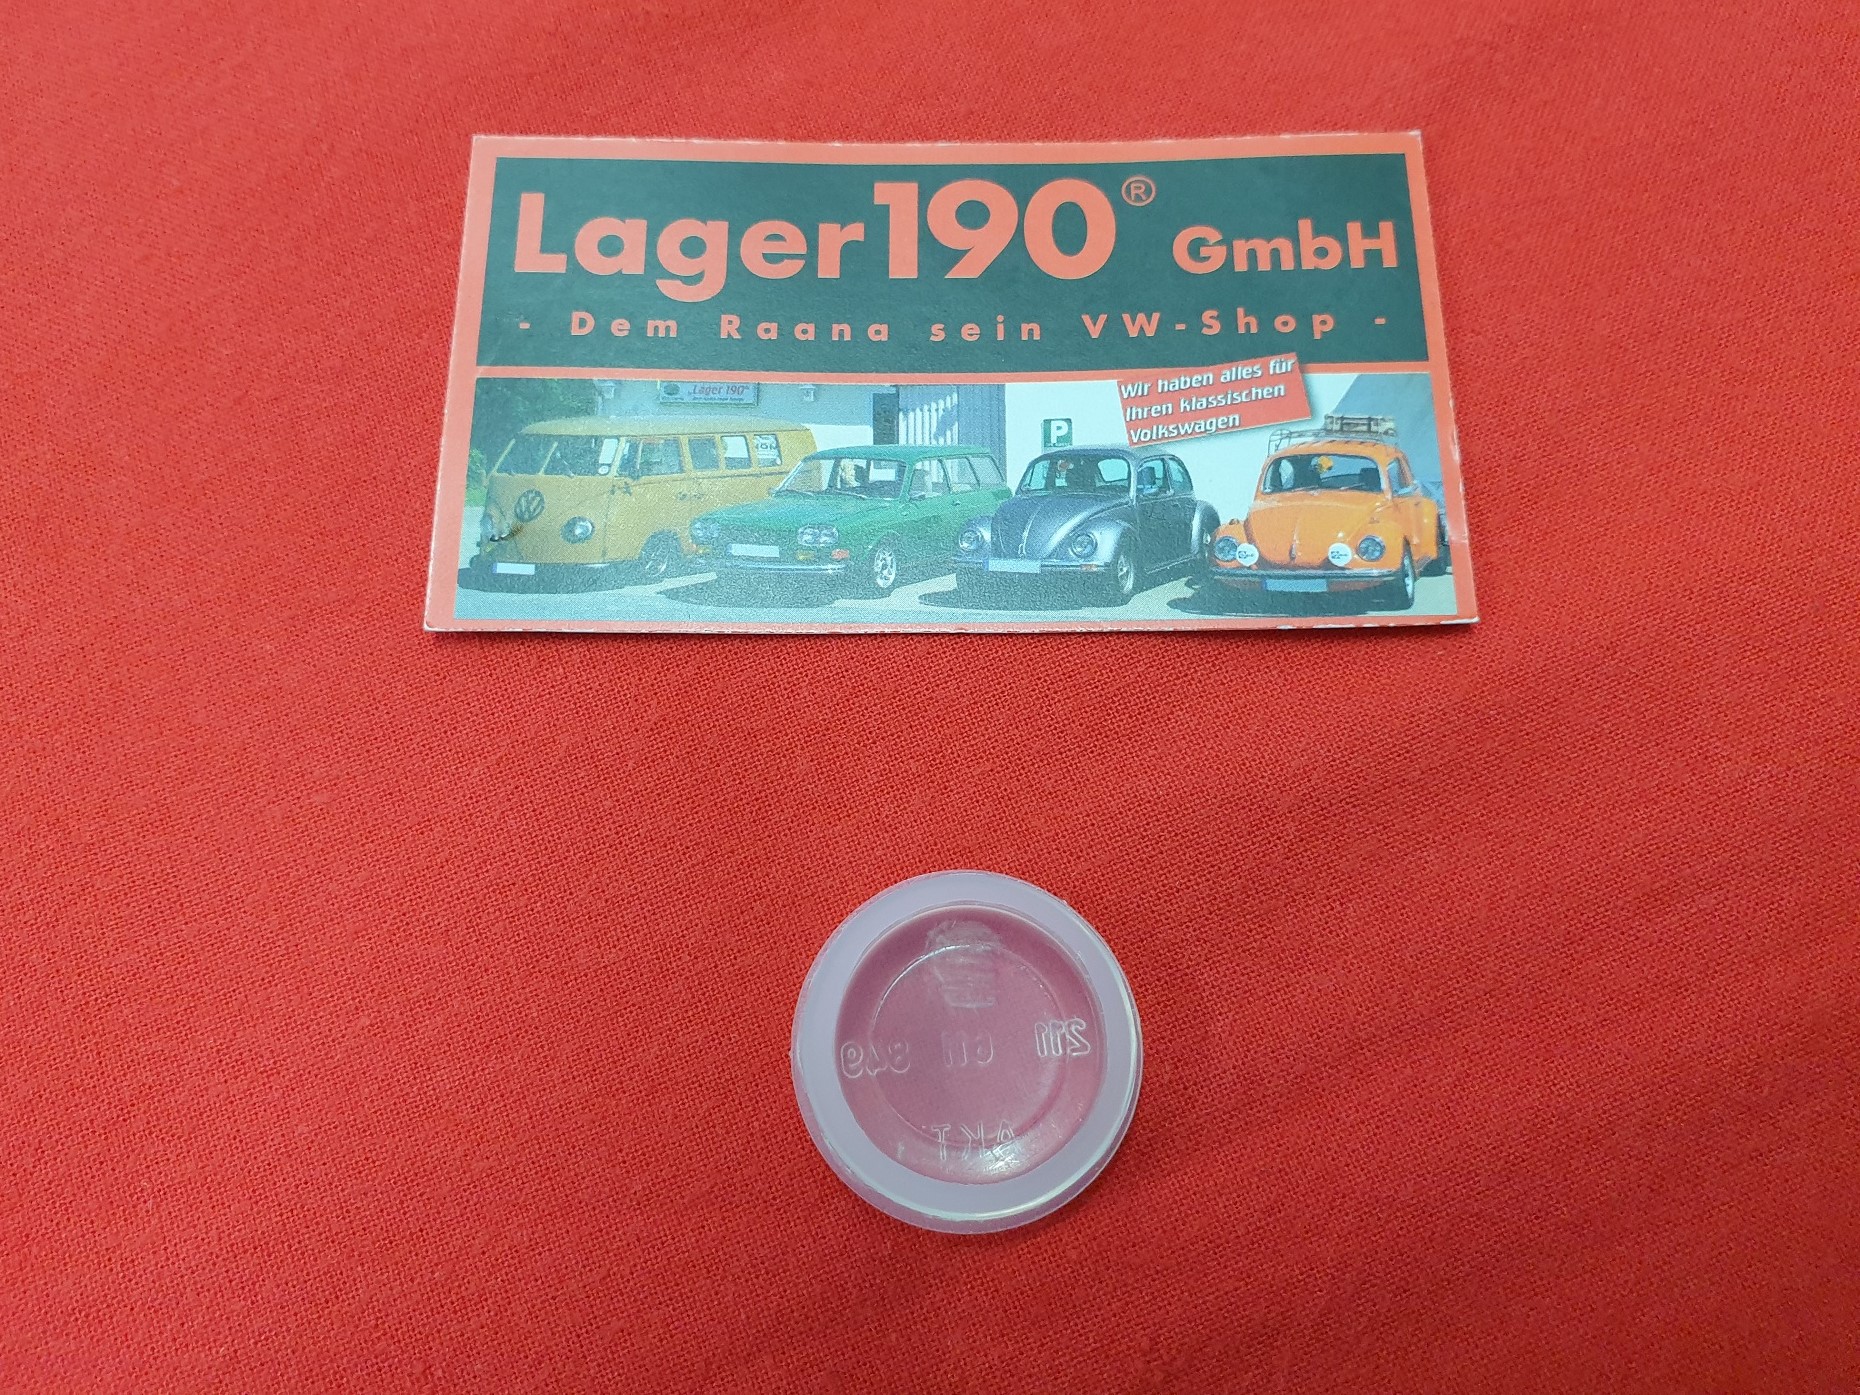 Lager190® GmbH
- Dem Raana sein VW-Shop -
Wir haben alles für
Ihren klassischen
Volkswagen
„Lager 190“
P
211 611 849
AKT